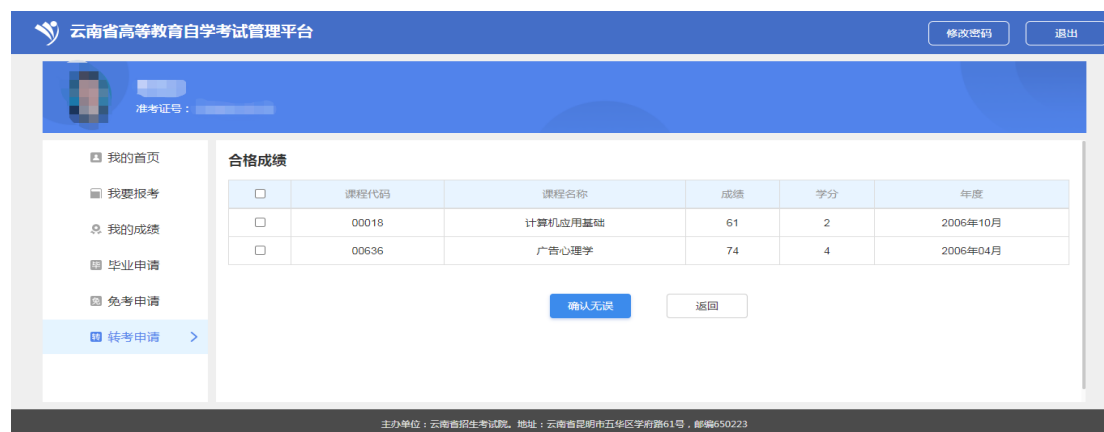 云南省高等教育自学考试管理平台 修改密码 退出
准考证号：
我的首页
我要报考
我的成绩
毕业申请
免考申请
转考申请
合格成绩
课程代码 课程名称 成绩 学分 年度
00018 计算机应用基础 61 2 2006年10月
00636 广告心理学 74 4 2006年04月
确认无误 返回
主办单位：云南省招生考试院。地址：云南省昆明市五华区学府路61号，邮编650223